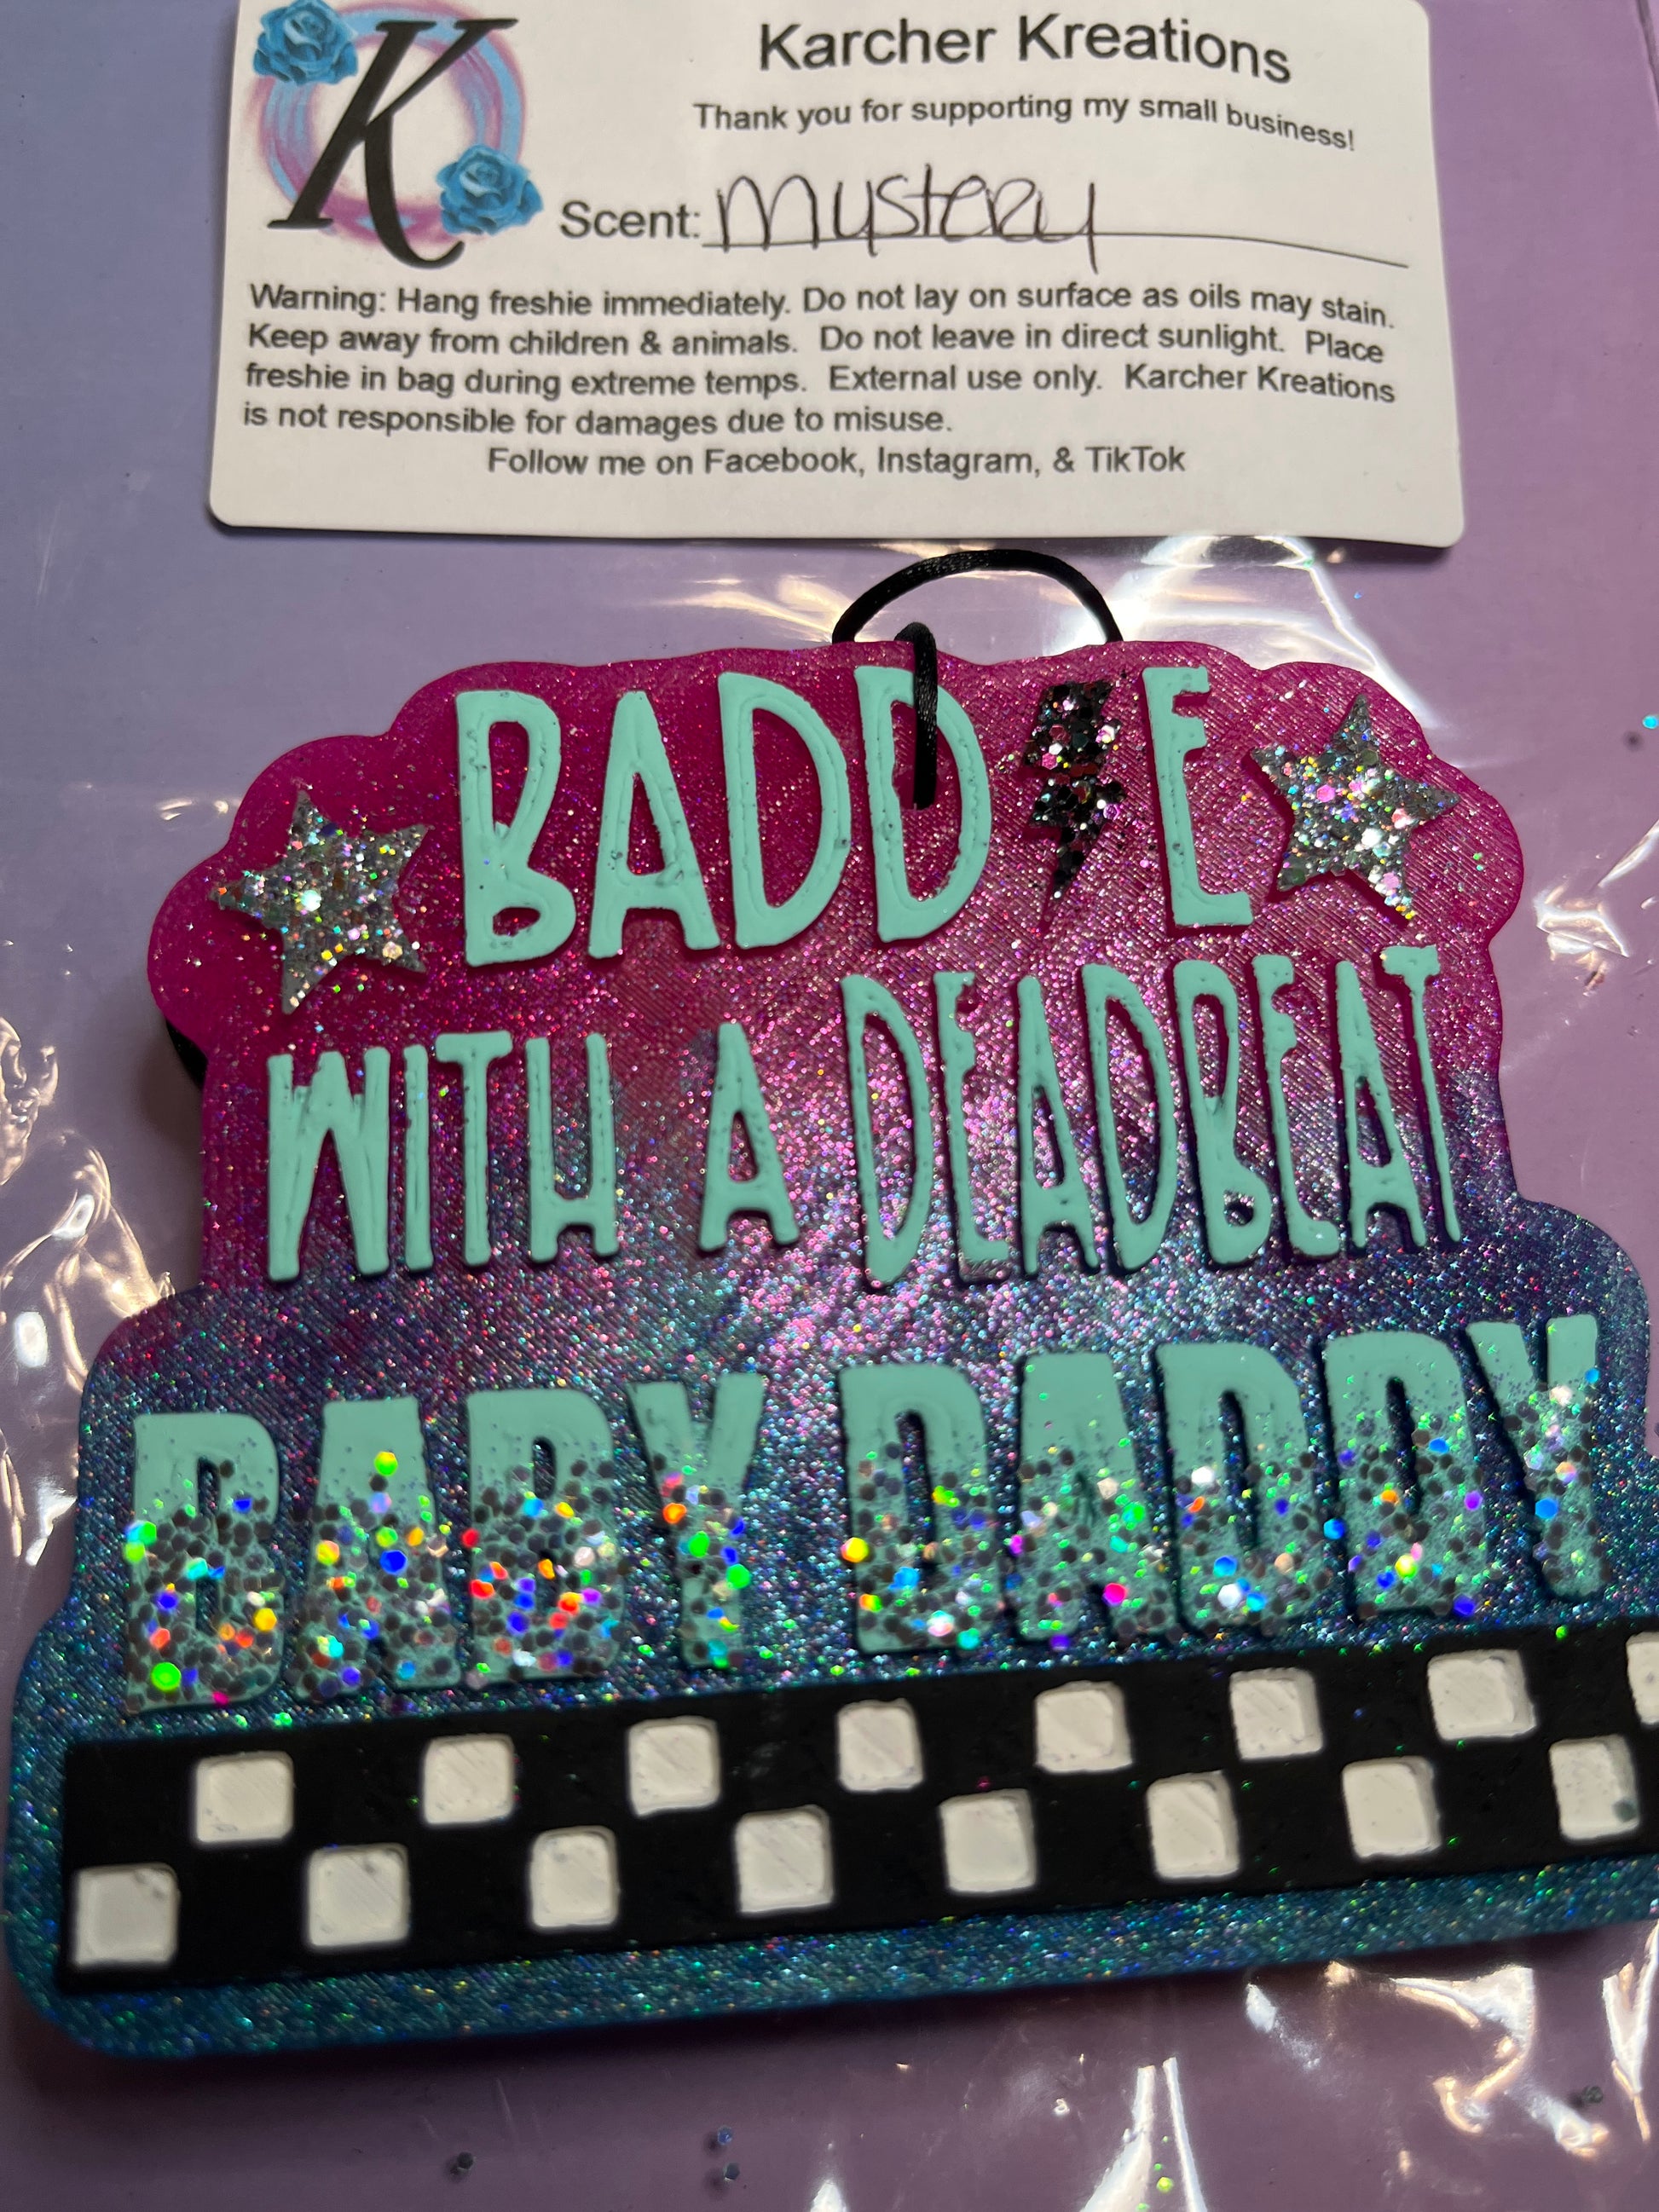 K
Karcher Kreations
Thank you for supporting my small business!
Scent: Mystery
Warning: Hang freshie immediately. Do not lay on surface as oils may stain.
Keep away from children & animals. Do not leave in direct sunlight. Place
freshie in bag during extreme temps. External use only. Karcher Kreations
is not responsible for damages due to misuse.
Follow me on Facebook, Instagram, & TikTok
BADDIE
WITH A DEADBEAT
BABY DADDY